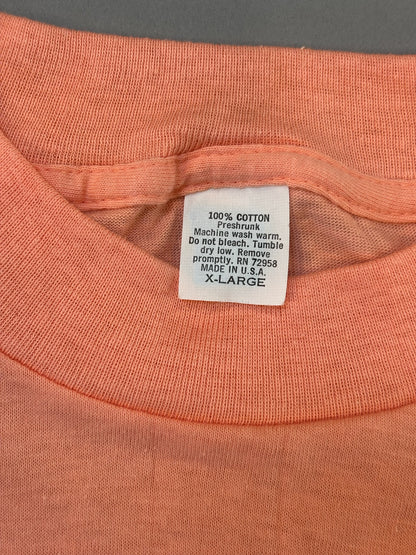 100% COTTON
Preshrunk
Machine wash warm.
Do not bleach. Tumble
dry low. Remove
promptly. RN 72958
MADE IN U.S.A.
X-LARGE